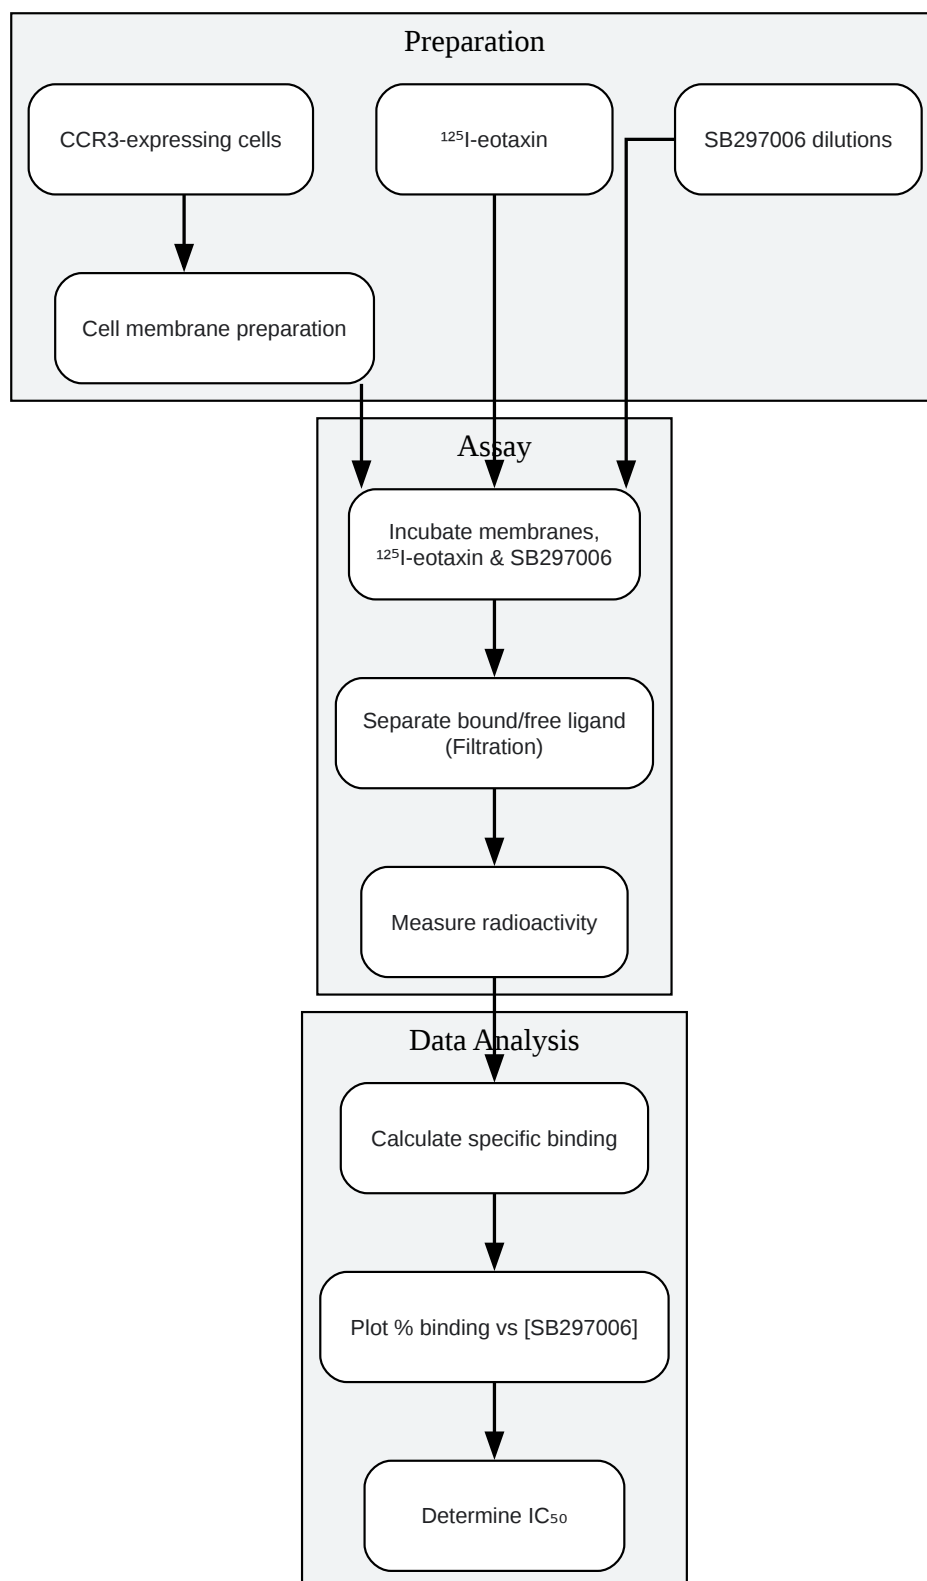 Preparation
CCR3-expressing cells
¹²⁵I-eotaxin
SB297006 dilutions
Cell membrane preparation
Assay
Incubate membranes,
¹²⁵I-eotaxin & SB297006
Separate bound/free ligand
(Filtration)
Measure radioactivity
Data Analysis
Calculate specific binding
Plot % binding vs [SB297006]
Determine IC₅₀